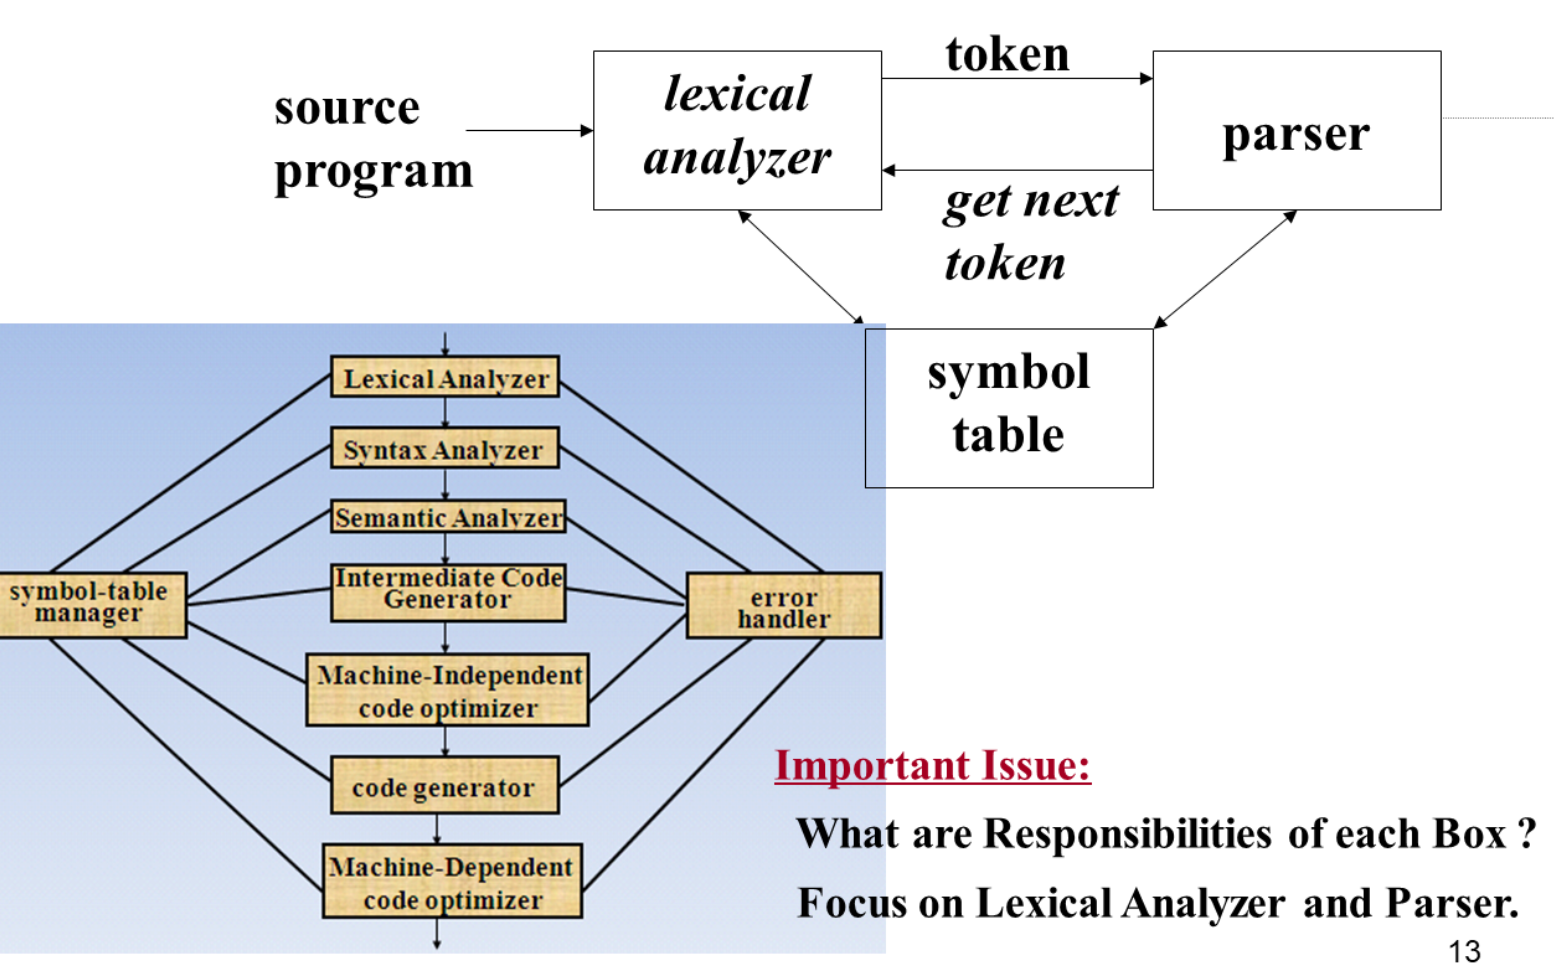 token
source
program
lexical
analyzer
parser
get next
token
symbol
table
Lexical Analyzer
Syntax Analyzer
Semantic Analyzer
Intermediate Code
Generator
symbol-table
manager
error
handler
Machine-Independent
code optimizer
code generator
Machine-Dependent
code optimizer
Important Issue:
What are Responsibilities of each Box ?
Focus on Lexical Analyzer and Parser.
13